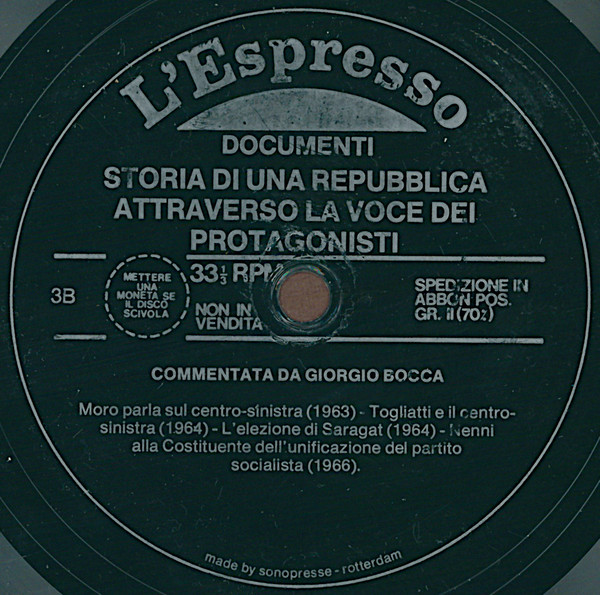 L'Espresso
DOCUMENTI
STORIA DI UNA REPUBBLICA
ATTRAVERSO LA VOCE DEI
PROTAGONISTI
3B
METTERE
UNA
MONETA SE
IL DISCO
SCIVOLA
33⅓ RPM
NON IN
VENDITA
SPEDIZIONE IN
ABBON POS.
GR. II (70%)
COMMENTATA DA GIORGIO BOCCA
Moro parla sul centro-sinistra (1963) - Togliatti e il centro-
sinistra (1964) - L'elezione di Saragat (1964) - Nenni
alla Costituente dell'unificazione del partito
socialista (1966).
made by sonopresse - rotterdam